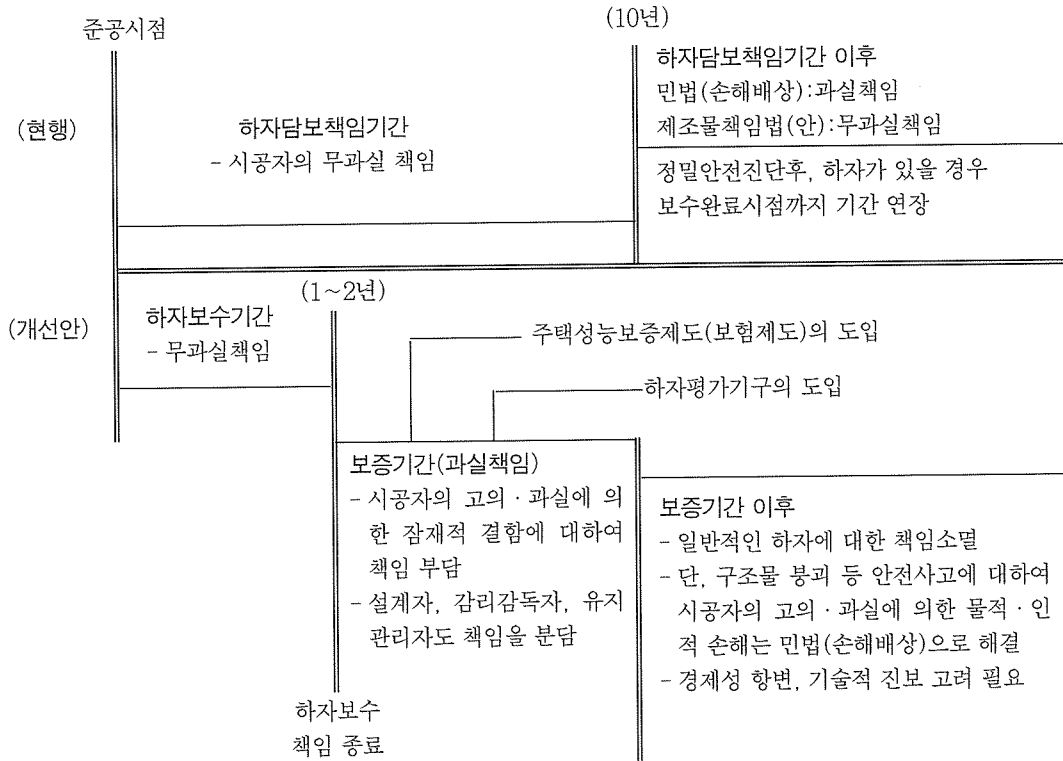 준공시점
(10년)
(현행)
하자담보책임기간
- 시공자의 무과실 책임
하자담보책임기간 이후
민법(손해배상):과실책임
제조물책임법(안):무과실책임
정밀안전진단후, 하자가 있을 경우
보수완료시점까지 기간 연장
(개선안)
하자보수기간
- 무과실책임
(1~2년)
주택성능보증제도(보험제도)의 도입
하자평가기구의 도입
보증기간(과실책임)
- 시공자의 고의·과실에 의
한 잠재적 결함에 대하여
책임 부담
- 설계자, 감리감독자, 유지
관리자도 책임을 분담
보증기간 이후
- 일반적인 하자에 대한 책임소멸
- 단, 구조물 붕괴 등 안전사고에 대하여
시공자의 고의·과실에 의한 물적·인
적 손해는 민법(손해배상)으로 해결
- 경제성 항변, 기술적 진보 고려 필요
하자보수
책임 종료